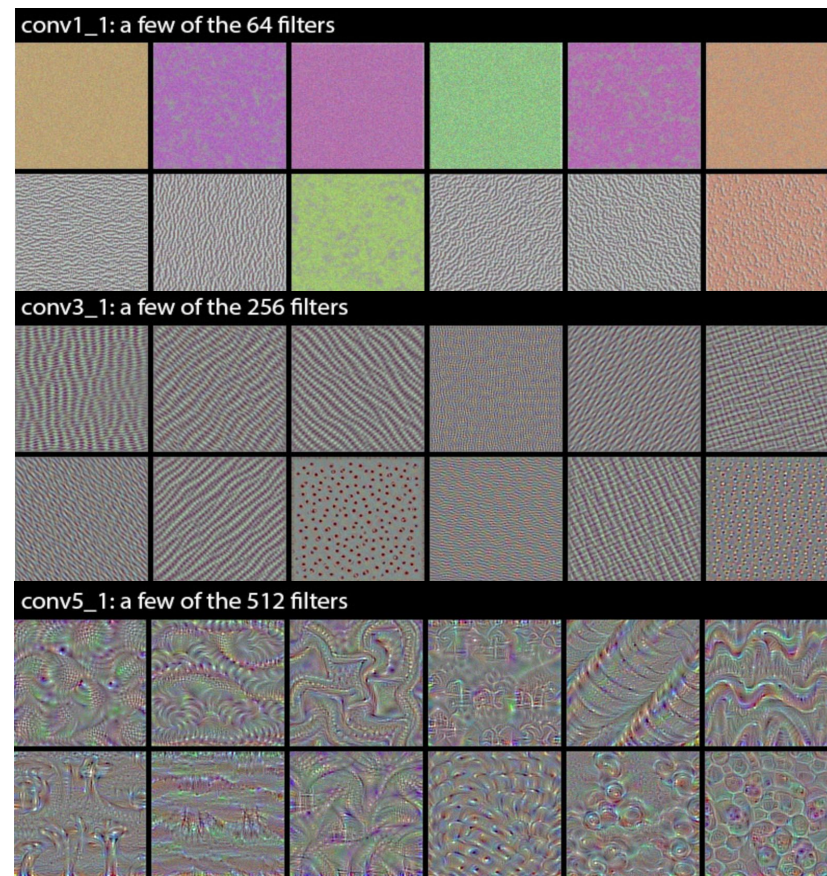 conv1_1: a few of the 64 filters
conv3_1: a few of the 256 filters
conv5_1: a few of the 512 filters